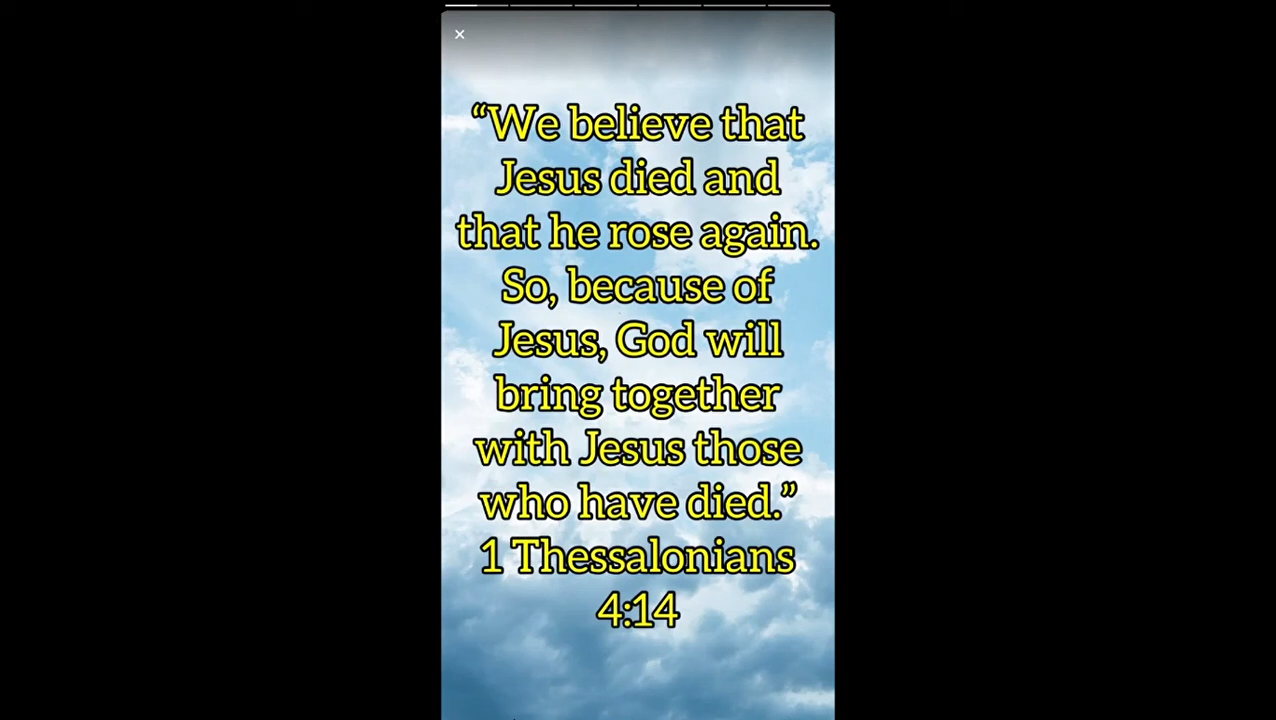 “We believe that
Jesus died and
that he rose again.
So, because of
Jesus, God will
bring together
with Jesus those
who have died.”
1 Thessalonians
4:14